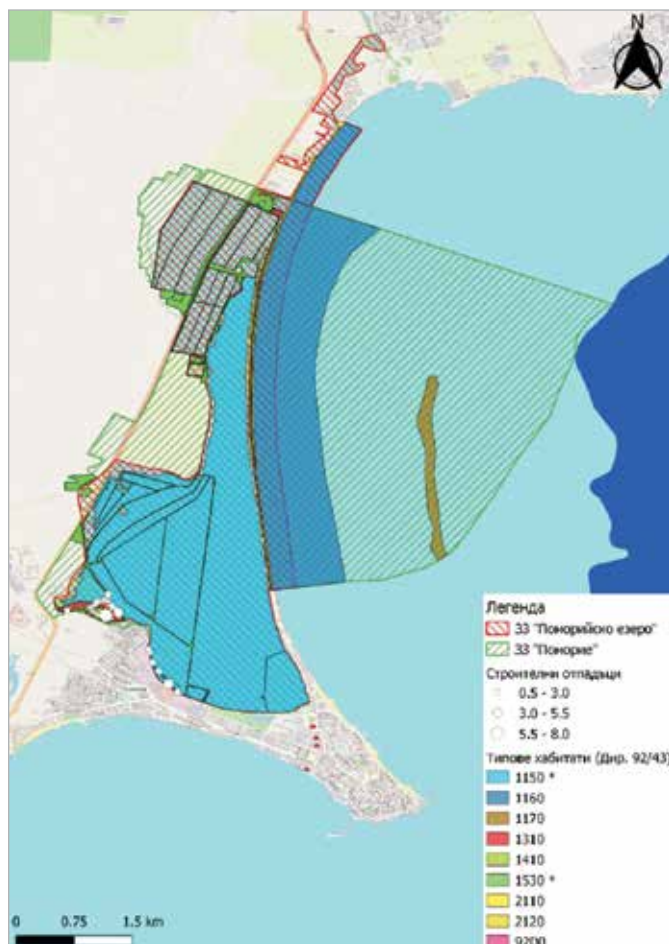 N
Легенда
ЗЗ "Поморийско езеро"
ЗЗ "Поморие"
Строителни отпадъци
0.5 - 3.0
3.0 - 5.5
5.5 - 8.0
Типове хабитати (Дир. 92/43)
1150 *
1160
1170
1310
1410
1530 *
2110
2120
9200
0 0.75 1.5 km